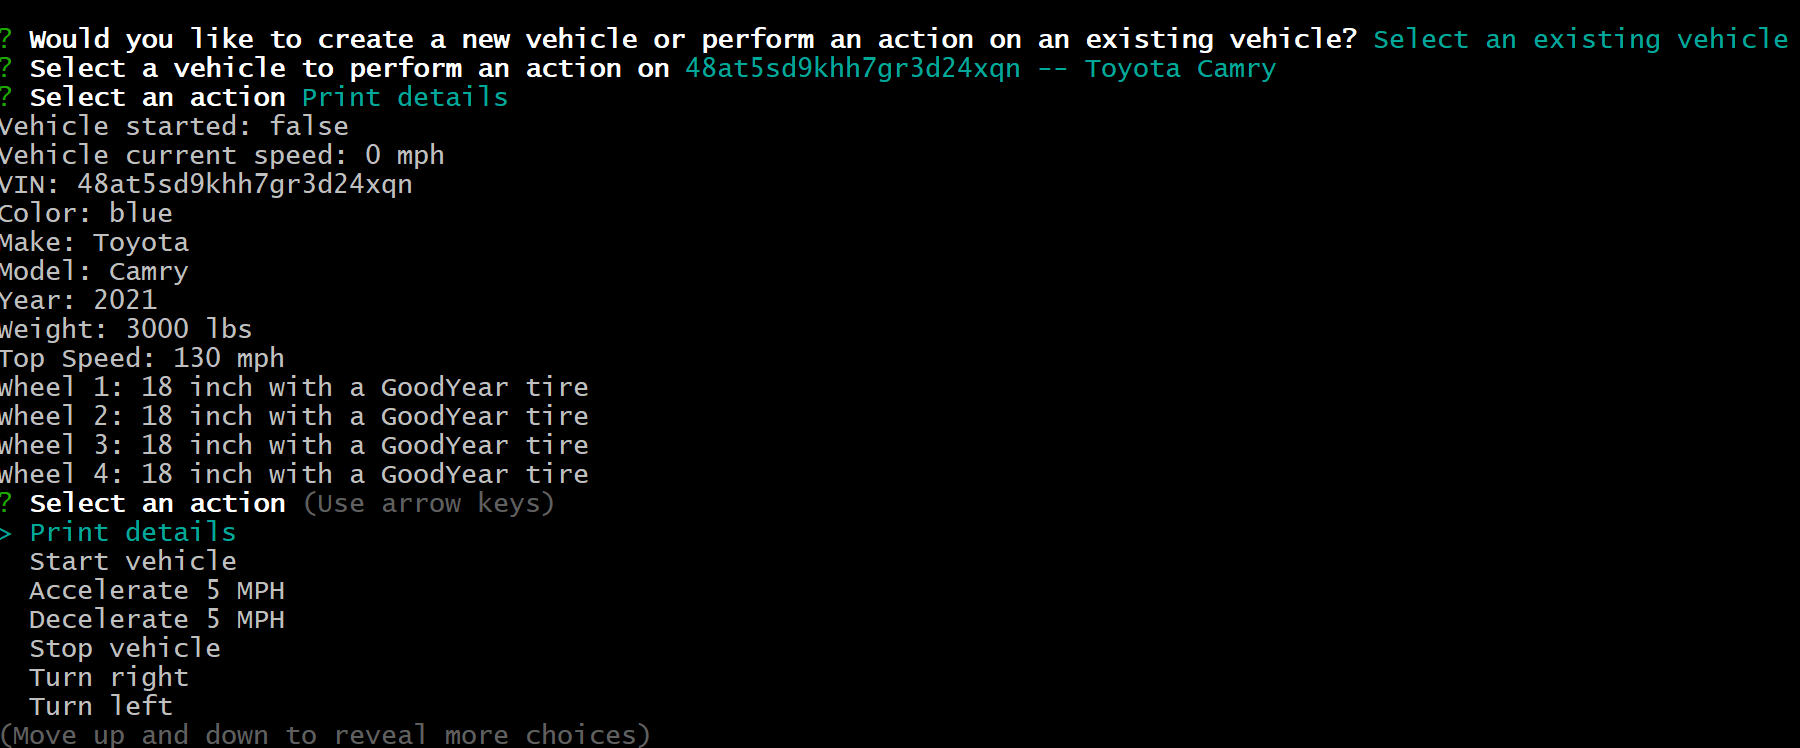 ? Would you like to create a new vehicle or perform an action on an existing vehicle? Select an existing vehicle
? Select a vehicle to perform an action on 48at5sd9khh7gr3d24xqn -- Toyota Camry
? Select an action Print details
Vehicle started: false
Vehicle current speed: 0 mph
VIN: 48at5sd9khh7gr3d24xqn
Color: blue
Make: Toyota
Model: Camry
Year: 2021
Weight: 3000 lbs
Top Speed: 130 mph
Wheel 1: 18 inch with a GoodYear tire
Wheel 2: 18 inch with a GoodYear tire
Wheel 3: 18 inch with a GoodYear tire
Wheel 4: 18 inch with a GoodYear tire
? Select an action (Use arrow keys)
> Print details
  Start vehicle
  Accelerate 5 MPH
  Decelerate 5 MPH
  Stop vehicle
  Turn right
  Turn left
(Move up and down to reveal more choices)